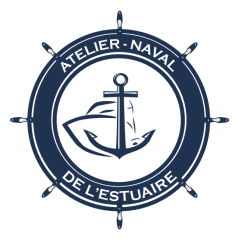 ATELIER - NAVAL
DE L'ESTUAIRE